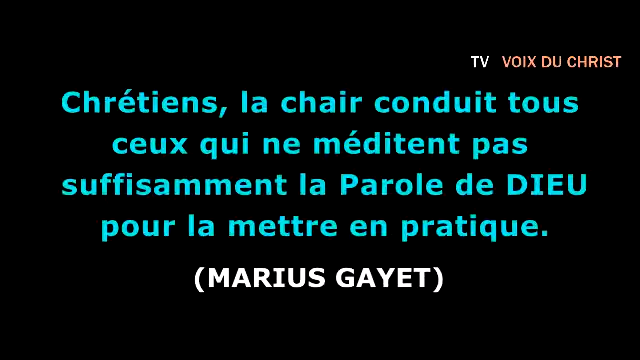 TV VOIX DU CHRIST
Chrétiens, la chair conduit tous
ceux qui ne méditent pas
suffisamment la Parole de DIEU
pour la mettre en pratique.
(MARIUS GAYET)